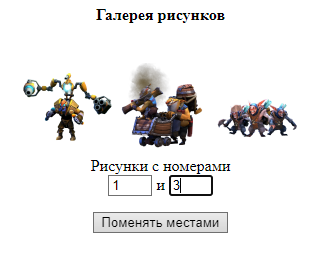 Галерея рисунков
Рисунки с номерами
1 и 3
Поменять местами